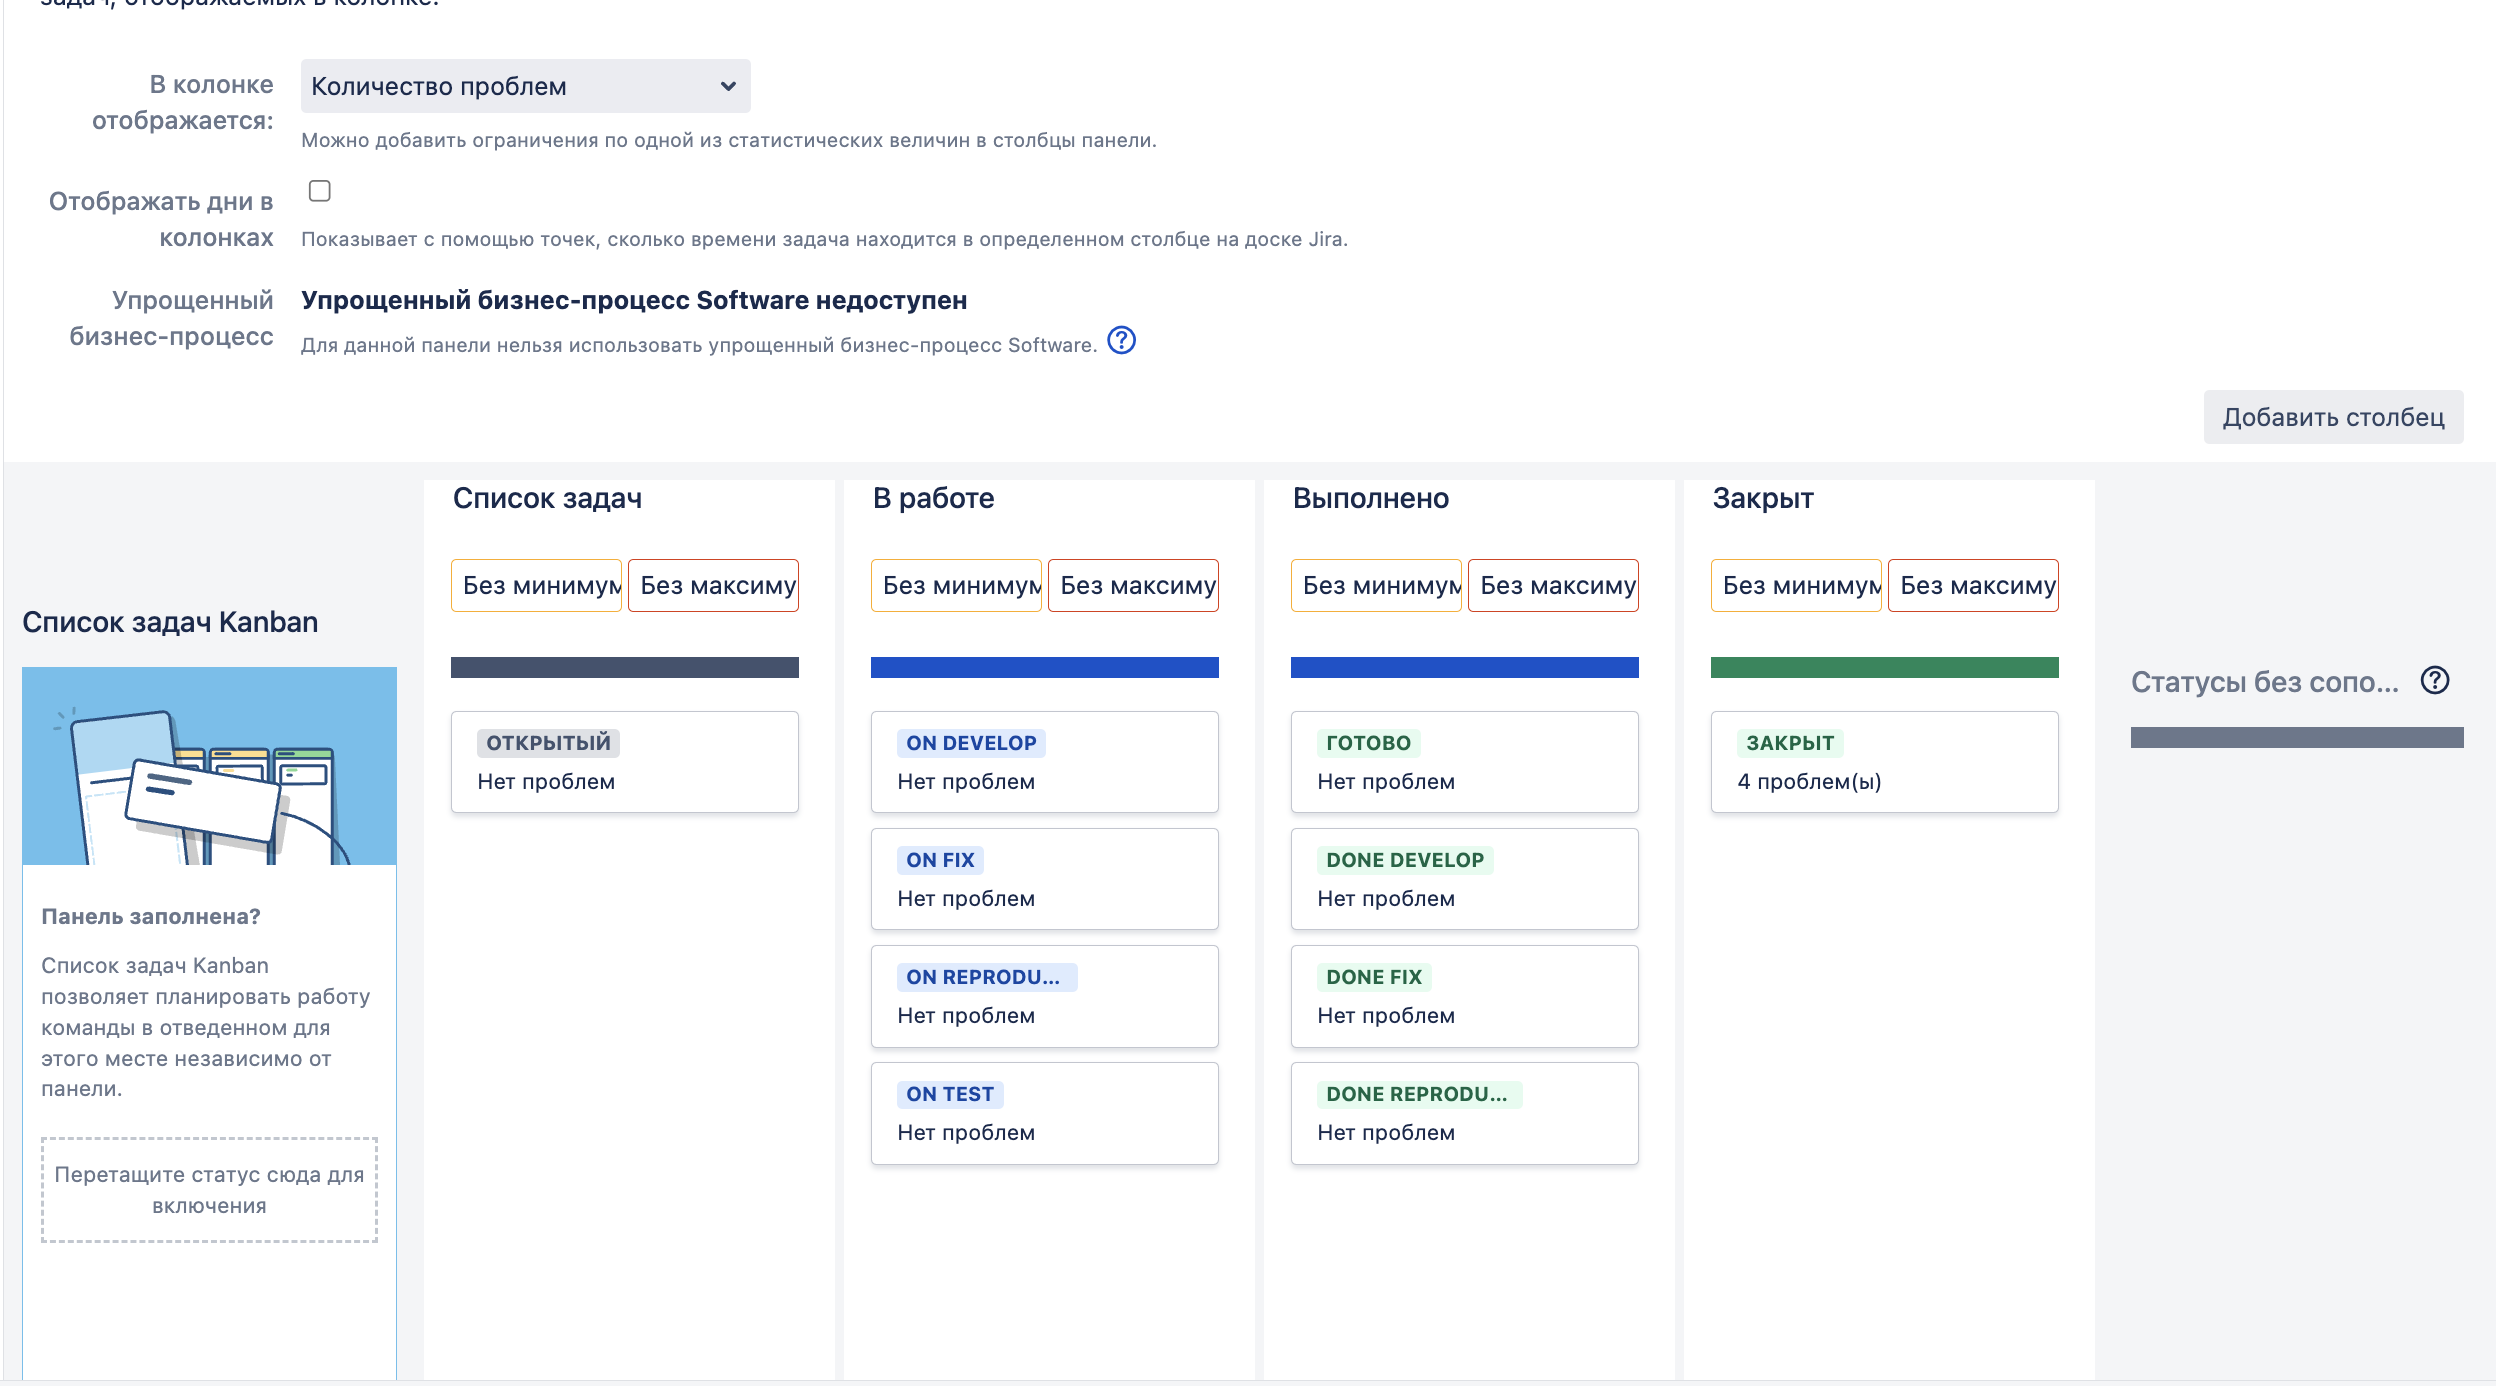 задач, отображаемых в колонке.
В колонке
отображается:
Количество проблем
Можно добавить ограничения по одной из статистических величин в столбцы панели.
Отображать дни в
колонках
Показывает с помощью точек, сколько времени задача находится в определенном столбце на доске Jira.
Упрощенный
бизнес-процесс
Упрощенный бизнес-процесс Software недоступен
Для данной панели нельзя использовать упрощенный бизнес-процесс Software.
Добавить столбец
Список задач Kanban
Панель заполнена?
Список задач Kanban
позволяет планировать работу
команды в отведенном для
этого месте независимо от
панели.
Перетащите статус сюда для
включения
Список задач
Без минимум Без максиму
ОТКРЫТЫЙ
Нет проблем
В работе
Без минимум Без максиму
ON DEVELOP
Нет проблем
ON FIX
Нет проблем
ON REPRODU...
Нет проблем
ON TEST
Нет проблем
Выполнено
Без минимум Без максиму
ГОТОВО
Нет проблем
DONE DEVELOP
Нет проблем
DONE FIX
Нет проблем
DONE REPRODU...
Нет проблем
Закрыт
Без минимум Без максиму
ЗАКРЫТ
4 проблем(ы)
Статусы без сопо...